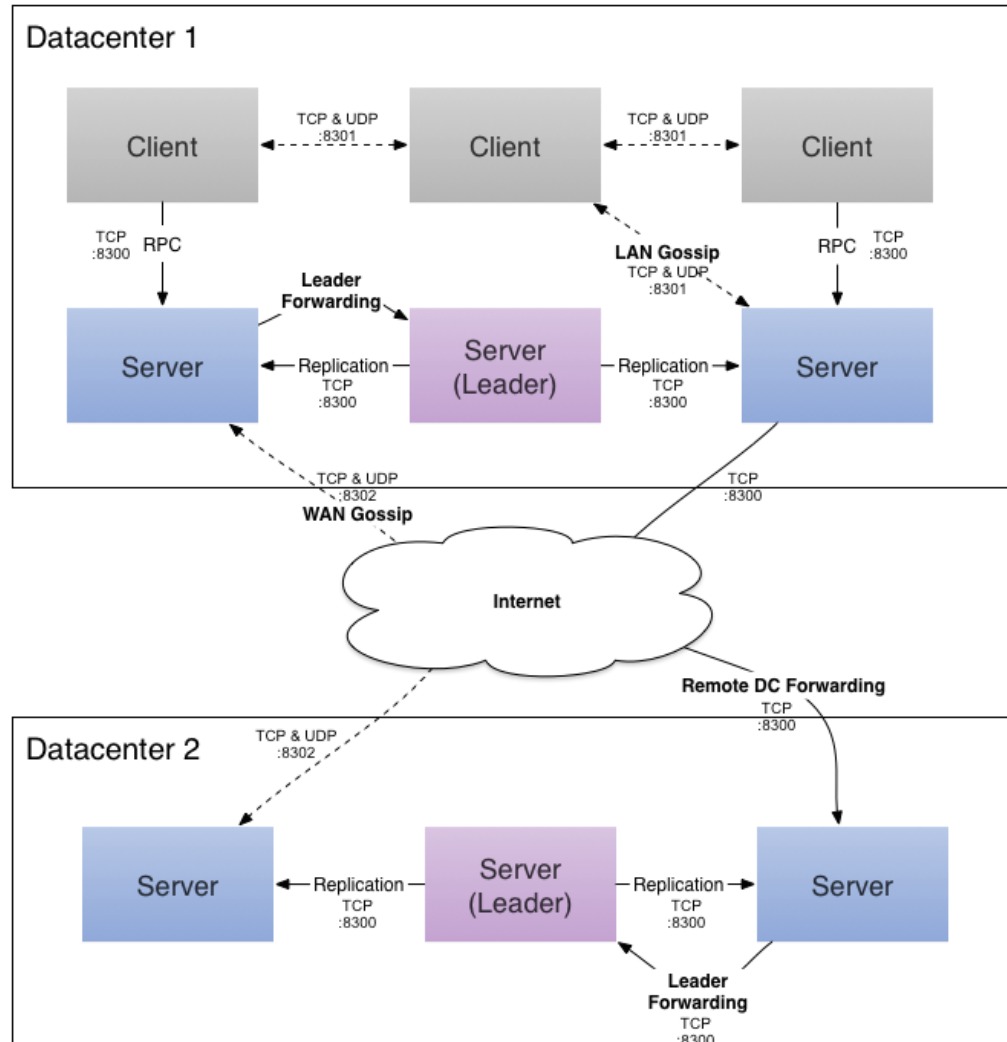 Datacenter 1
TCP & UDP
:8301
TCP & UDP
:8301
Client
Client
Client
TCP
:8300
RPC
LAN Gossip
TCP & UDP
:8301
RPC
TCP
:8300
Leader
Forwarding
Server
Replication
TCP
:8300
Server
(Leader)
Replication
TCP
:8300
Server
TCP & UDP
:8302
WAN Gossip
TCP
:8300
Internet
Remote DC Forwarding
TCP
:8300
Datacenter 2
TCP & UDP
:8302
Server
Replication
TCP
:8300
Server
(Leader)
Replication
TCP
:8300
Server
Leader
Forwarding
TCP
:8300